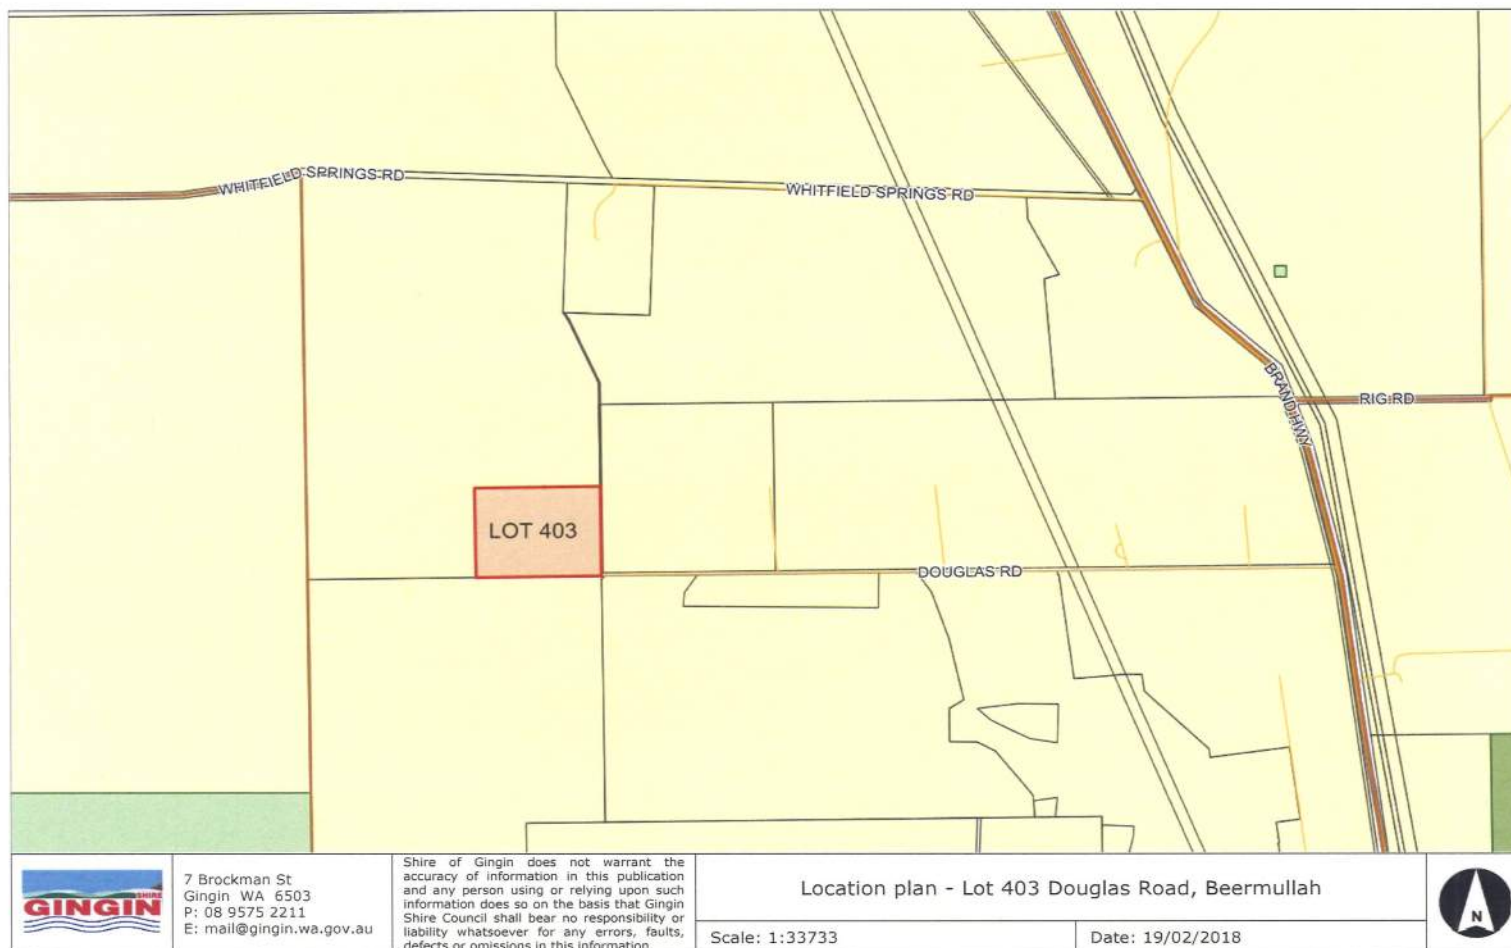 WHITFIELD SPRINGS RD
WHITFIELD SPRINGS RD
BRAND HWY
RIG RD
LOT 403
DOUGLAS RD
SHIRE
GINGIN
7 Brockman St
Gingin WA 6503
P: 08 9575 2211
E: mail@gingin.wa.gov.au
Shire of Gingin does not warrant the
accuracy of information in this publication
and any person using or relying upon such
information does so on the basis that Gingin
Shire Council shall bear no responsibility or
liability whatsoever for any errors, faults,
defects or omissions in this information.
Location plan - Lot 403 Douglas Road, Beermullah
Scale: 1:33733
Date: 19/02/2018
N